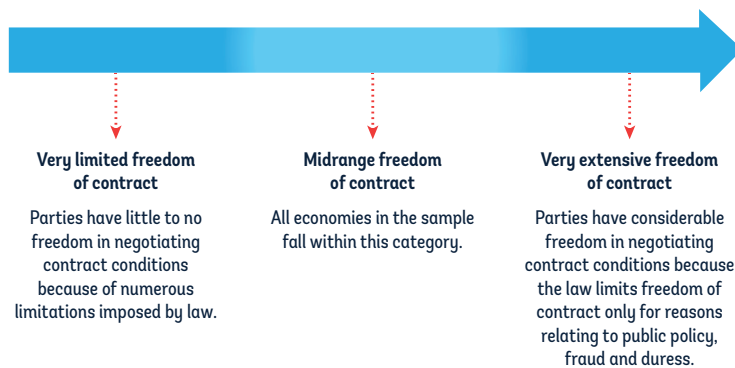 Very limited freedom
of contract
Parties have little to no
freedom in negotiating
contract conditions
because of numerous
limitations imposed by law.
Midrange freedom
of contract
All economies in the sample
fall within this category.
Very extensive freedom
of contract
Parties have considerable
freedom in negotiating
contract conditions because
the law limits freedom of
contract only for reasons
relating to public policy,
fraud and duress.